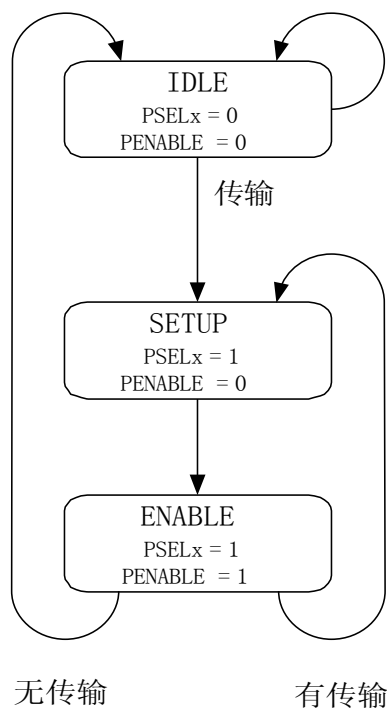 IDLE
PSELx = 0
PENABLE = 0
传输
SETUP
PSELx = 1
PENABLE = 0
ENABLE
PSELx = 1
PENABLE = 1
无传输
有传输